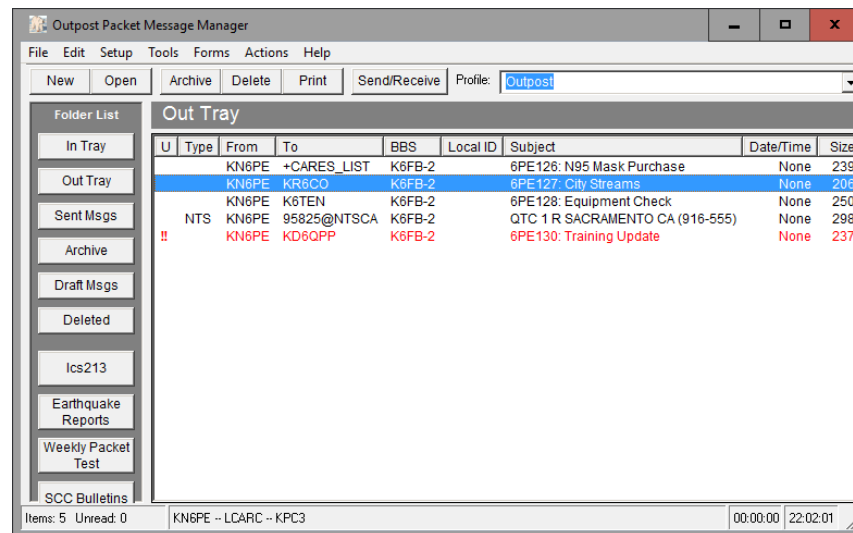 Outpost Packet Message Manager
File Edit Setup Tools Forms Actions Help
New Open Archive Delete Print Send/Receive Profile: Outpost
Folder List
Out Tray
In Tray
Out Tray
Sent Msgs
Archive
Draft Msgs
Deleted
Ics213
Earthquake
Reports
Weekly Packet
Test
SCC Bulletins
U Type From To BBS Local ID Subject Date/Time Size
KN6PE +CARES_LIST K6FB-2 6PE126: N95 Mask Purchase None 239
KN6PE KR6CO K6FB-2 6PE127: City Streams None 206
KN6PE K6TEN K6FB-2 6PE128: Equipment Check None 250
NTS KN6PE 95825@NTSCA K6FB-2 QTC 1 R SACRAMENTO CA (916-555) None 298
!! KN6PE KD6QPP K6FB-2 6PE130: Training Update None 237
Items: 5 Unread: 0 KN6PE -- LCARC -- KPC3 00:00:00 22:02:01